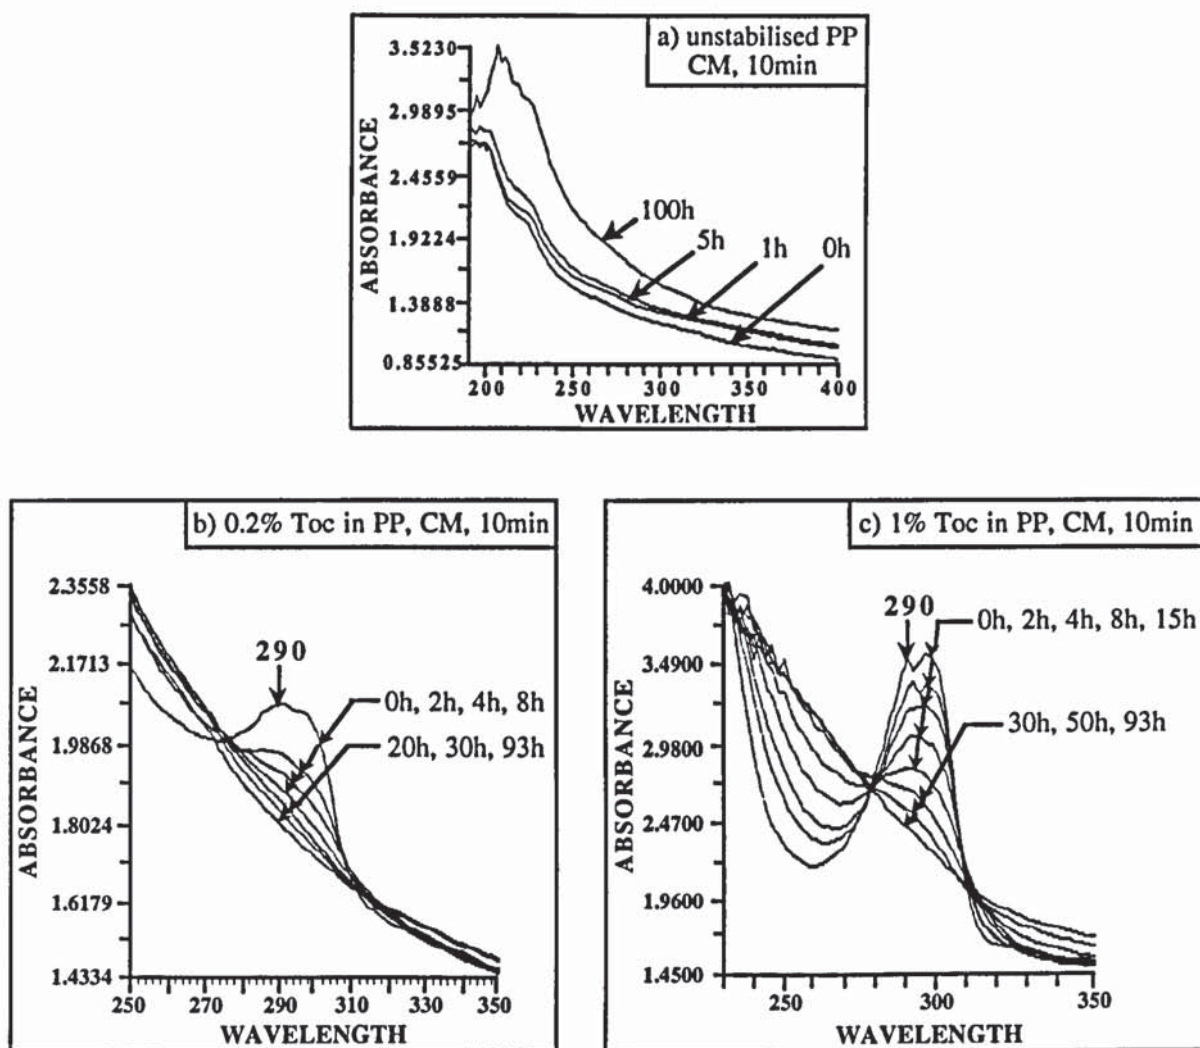 a) unstabilised PP
CM, 10min
ABSORBANCE
3.5230
2.9895
2.4559
1.9224
1.3888
0.85525
100h
5h
1h
0h
200 250 300 350 400
WAVELENGTH
b) 0.2% Toc in PP, CM, 10min
ABSORBANCE
2.3558
2.1713
1.9868
1.8024
1.6179
1.4334
290
0h, 2h, 4h, 8h
20h, 30h, 93h
250 270 290 310 330 350
WAVELENGTH
c) 1% Toc in PP, CM, 10min
ABSORBANCE
4.0000
3.4900
2.9800
2.4700
1.9600
1.4500
290
0h, 2h, 4h, 8h, 15h
30h, 50h, 93h
250 300 350
WAVELENGTH